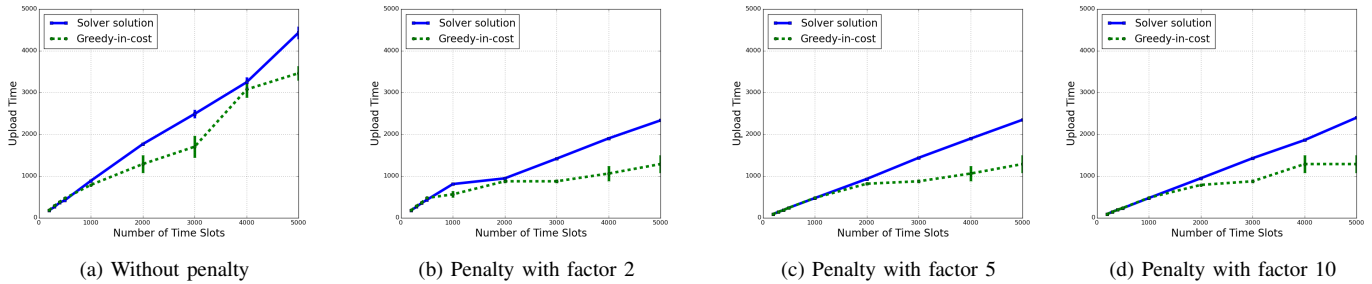 Solver solution
Greedy-in-cost
5000
4000
3000
2000
1000
0
Upload Time
0 1000 2000 3000 4000 5000
Number of Time Slots
(a) Without penalty
Solver solution
Greedy-in-cost
5000
4000
3000
2000
1000
0
Upload Time
0 1000 2000 3000 4000 5000
Number of Time Slots
(b) Penalty with factor 2
Solver solution
Greedy-in-cost
5000
4000
3000
2000
1000
0
Upload Time
0 1000 2000 3000 4000 5000
Number of Time Slots
(c) Penalty with factor 5
Solver solution
Greedy-in-cost
5000
4000
3000
2000
1000
0
Upload Time
0 1000 2000 3000 4000 5000
Number of Time Slots
(d) Penalty with factor 10